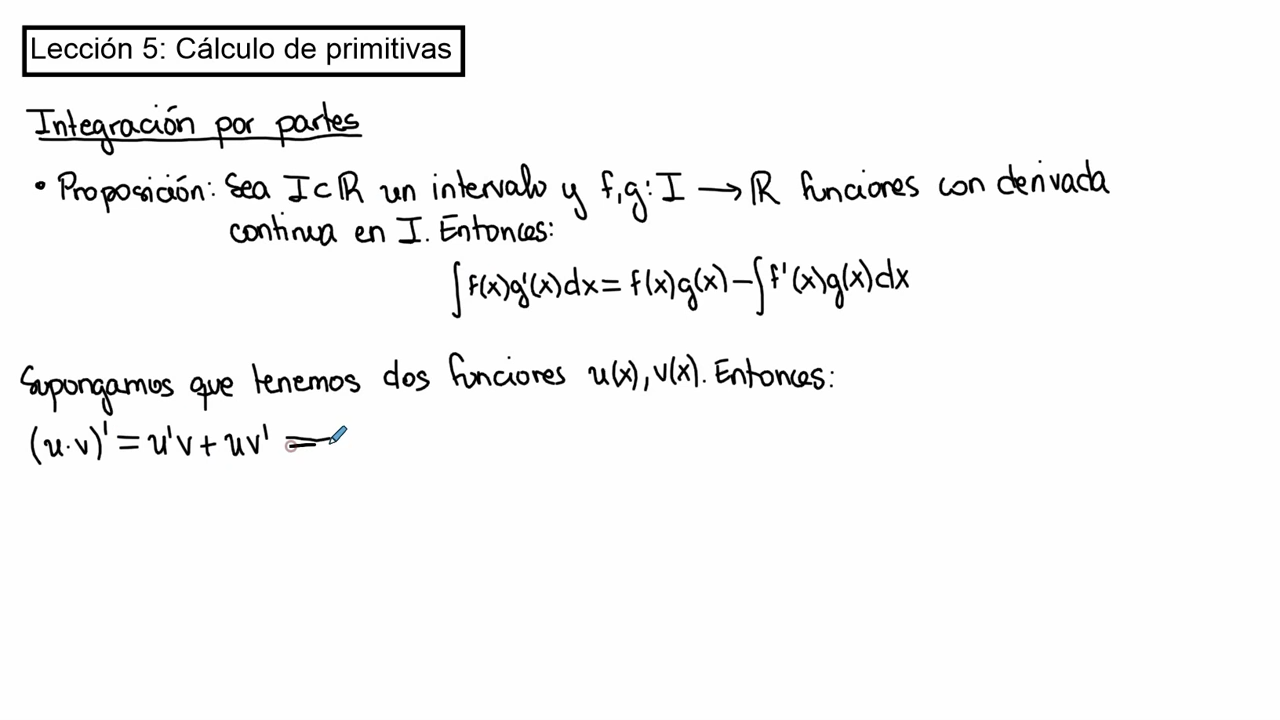 Lección 5: Cálculo de primitivas
Integración por partes
• Proposición: Sea I⊂ℝ un intervalo y f,g: I → ℝ funciones con derivada
continua en I. Entonces:
∫f(x)g'(x)dx = f(x)g(x) − ∫f'(x)g(x)dx
Supongamos que tenemos dos funciones u(x), v(x). Entonces:
(u·v)' = u'v + uv' =